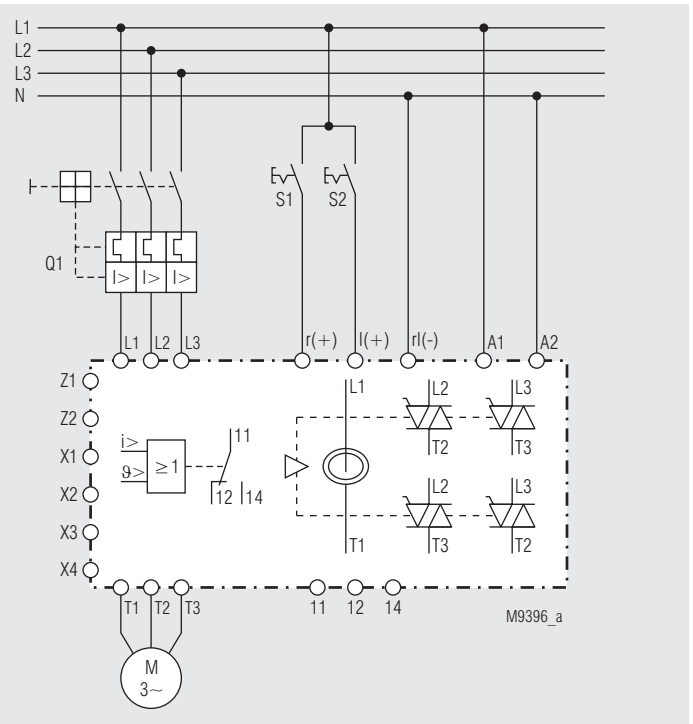 L1
L2
L3
N
S1 S2
Q1
I> I> I>
L1 L2 L3 r(+) l(+) rl(-) A1 A2
Z1
Z2
X1
X2
X3
X4
i>
ϑ>
≥1
11
12 14
L1
T1
L2
T2
L3
T3
L2
T3
L3
T2
T1 T2 T3 11 12 14
M9396_a
M
3~